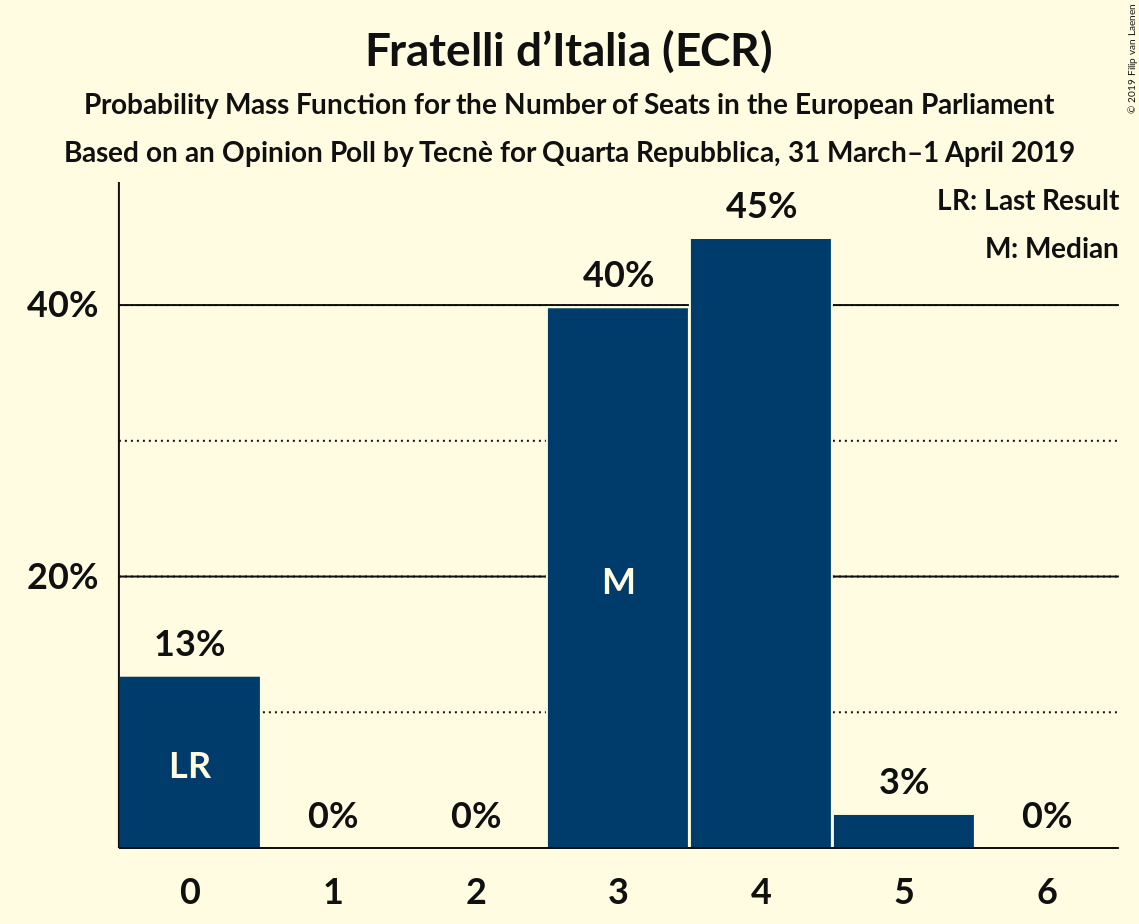 Fratelli d’Italia (ECR)
Probability Mass Function for the Number of Seats in the European Parliament
Based on an Opinion Poll by Tecnè for Quarta Repubblica, 31 March–1 April 2019
© 2019 Filip van Laenen
LR: Last Result
M: Median
45%
40%
40%
20%
M
13%
LR
0%
0%
3%
0%
0 1 2 3 4 5 6